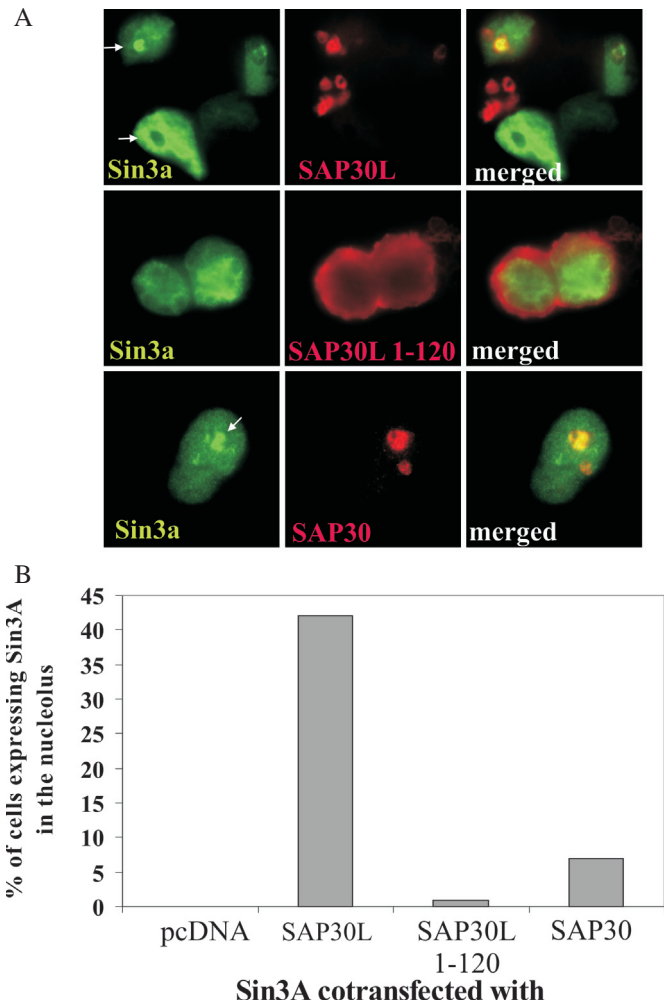 A
Sin3a
SAP30L
merged
Sin3a
SAP30L 1-120
merged
Sin3a
SAP30
merged
B
% of cells expressing Sin3A
in the nucleolus
45
40
35
30
25
20
15
10
5
0
pcDNA
SAP30L
SAP30L
1-120
SAP30
Sin3A cotransfected with